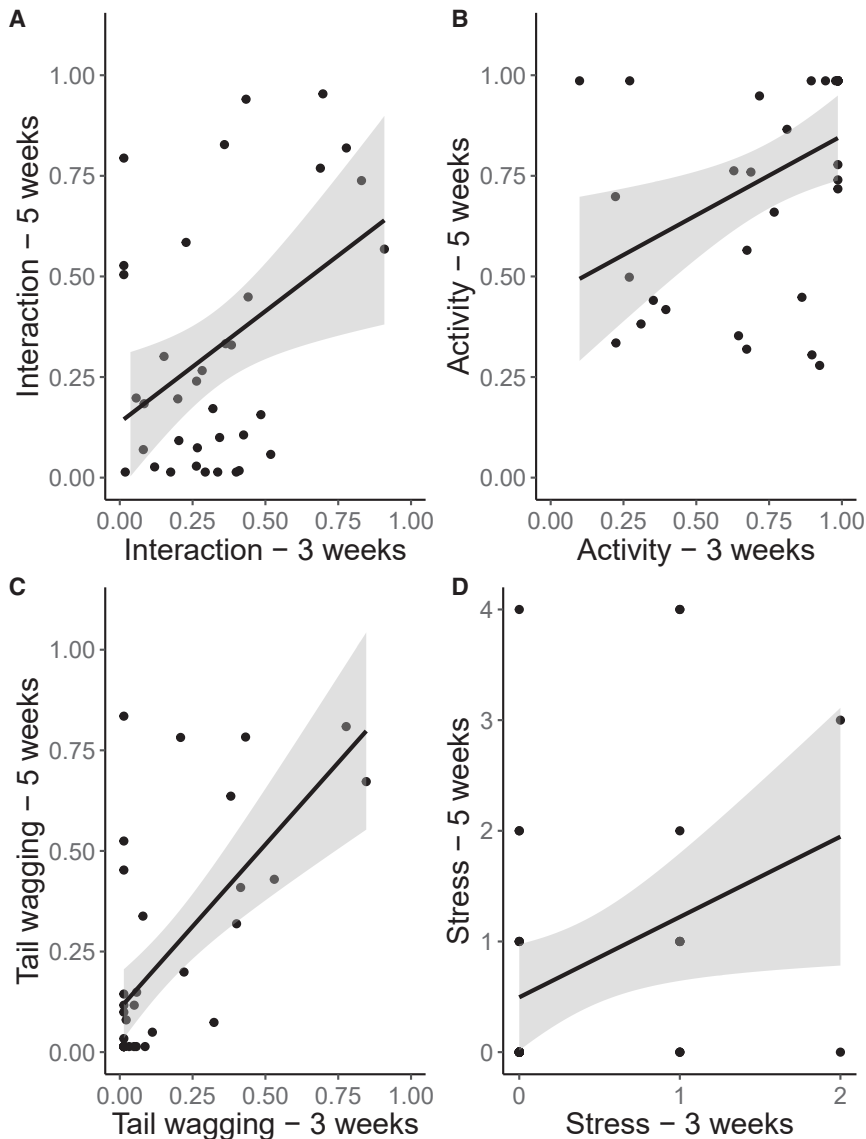 A
1.00
0.75
0.50
0.25
0.00
Interaction – 5 weeks
0.00 0.25 0.50 0.75 1.00
Interaction – 3 weeks
B
1.00
0.75
0.50
0.25
0.00
Activity – 5 weeks
0.00 0.25 0.50 0.75 1.00
Activity – 3 weeks
C
1.00
0.75
0.50
0.25
0.00
Tail wagging – 5 weeks
0.00 0.25 0.50 0.75 1.00
Tail wagging – 3 weeks
D
4
3
2
1
0
Stress – 5 weeks
0 1 2
Stress – 3 weeks